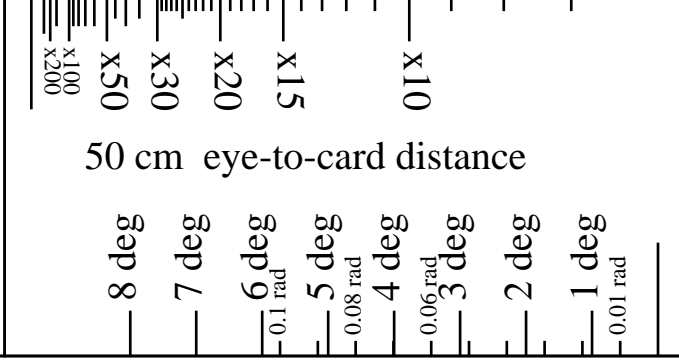 x200 x100 x50 x30 x20 x15 x10
50 cm eye-to-card distance
8 deg 7 deg 6 deg 0.1 rad 5 deg 0.08 rad 4 deg 0.06 rad 3 deg 2 deg 1 deg 0.01 rad